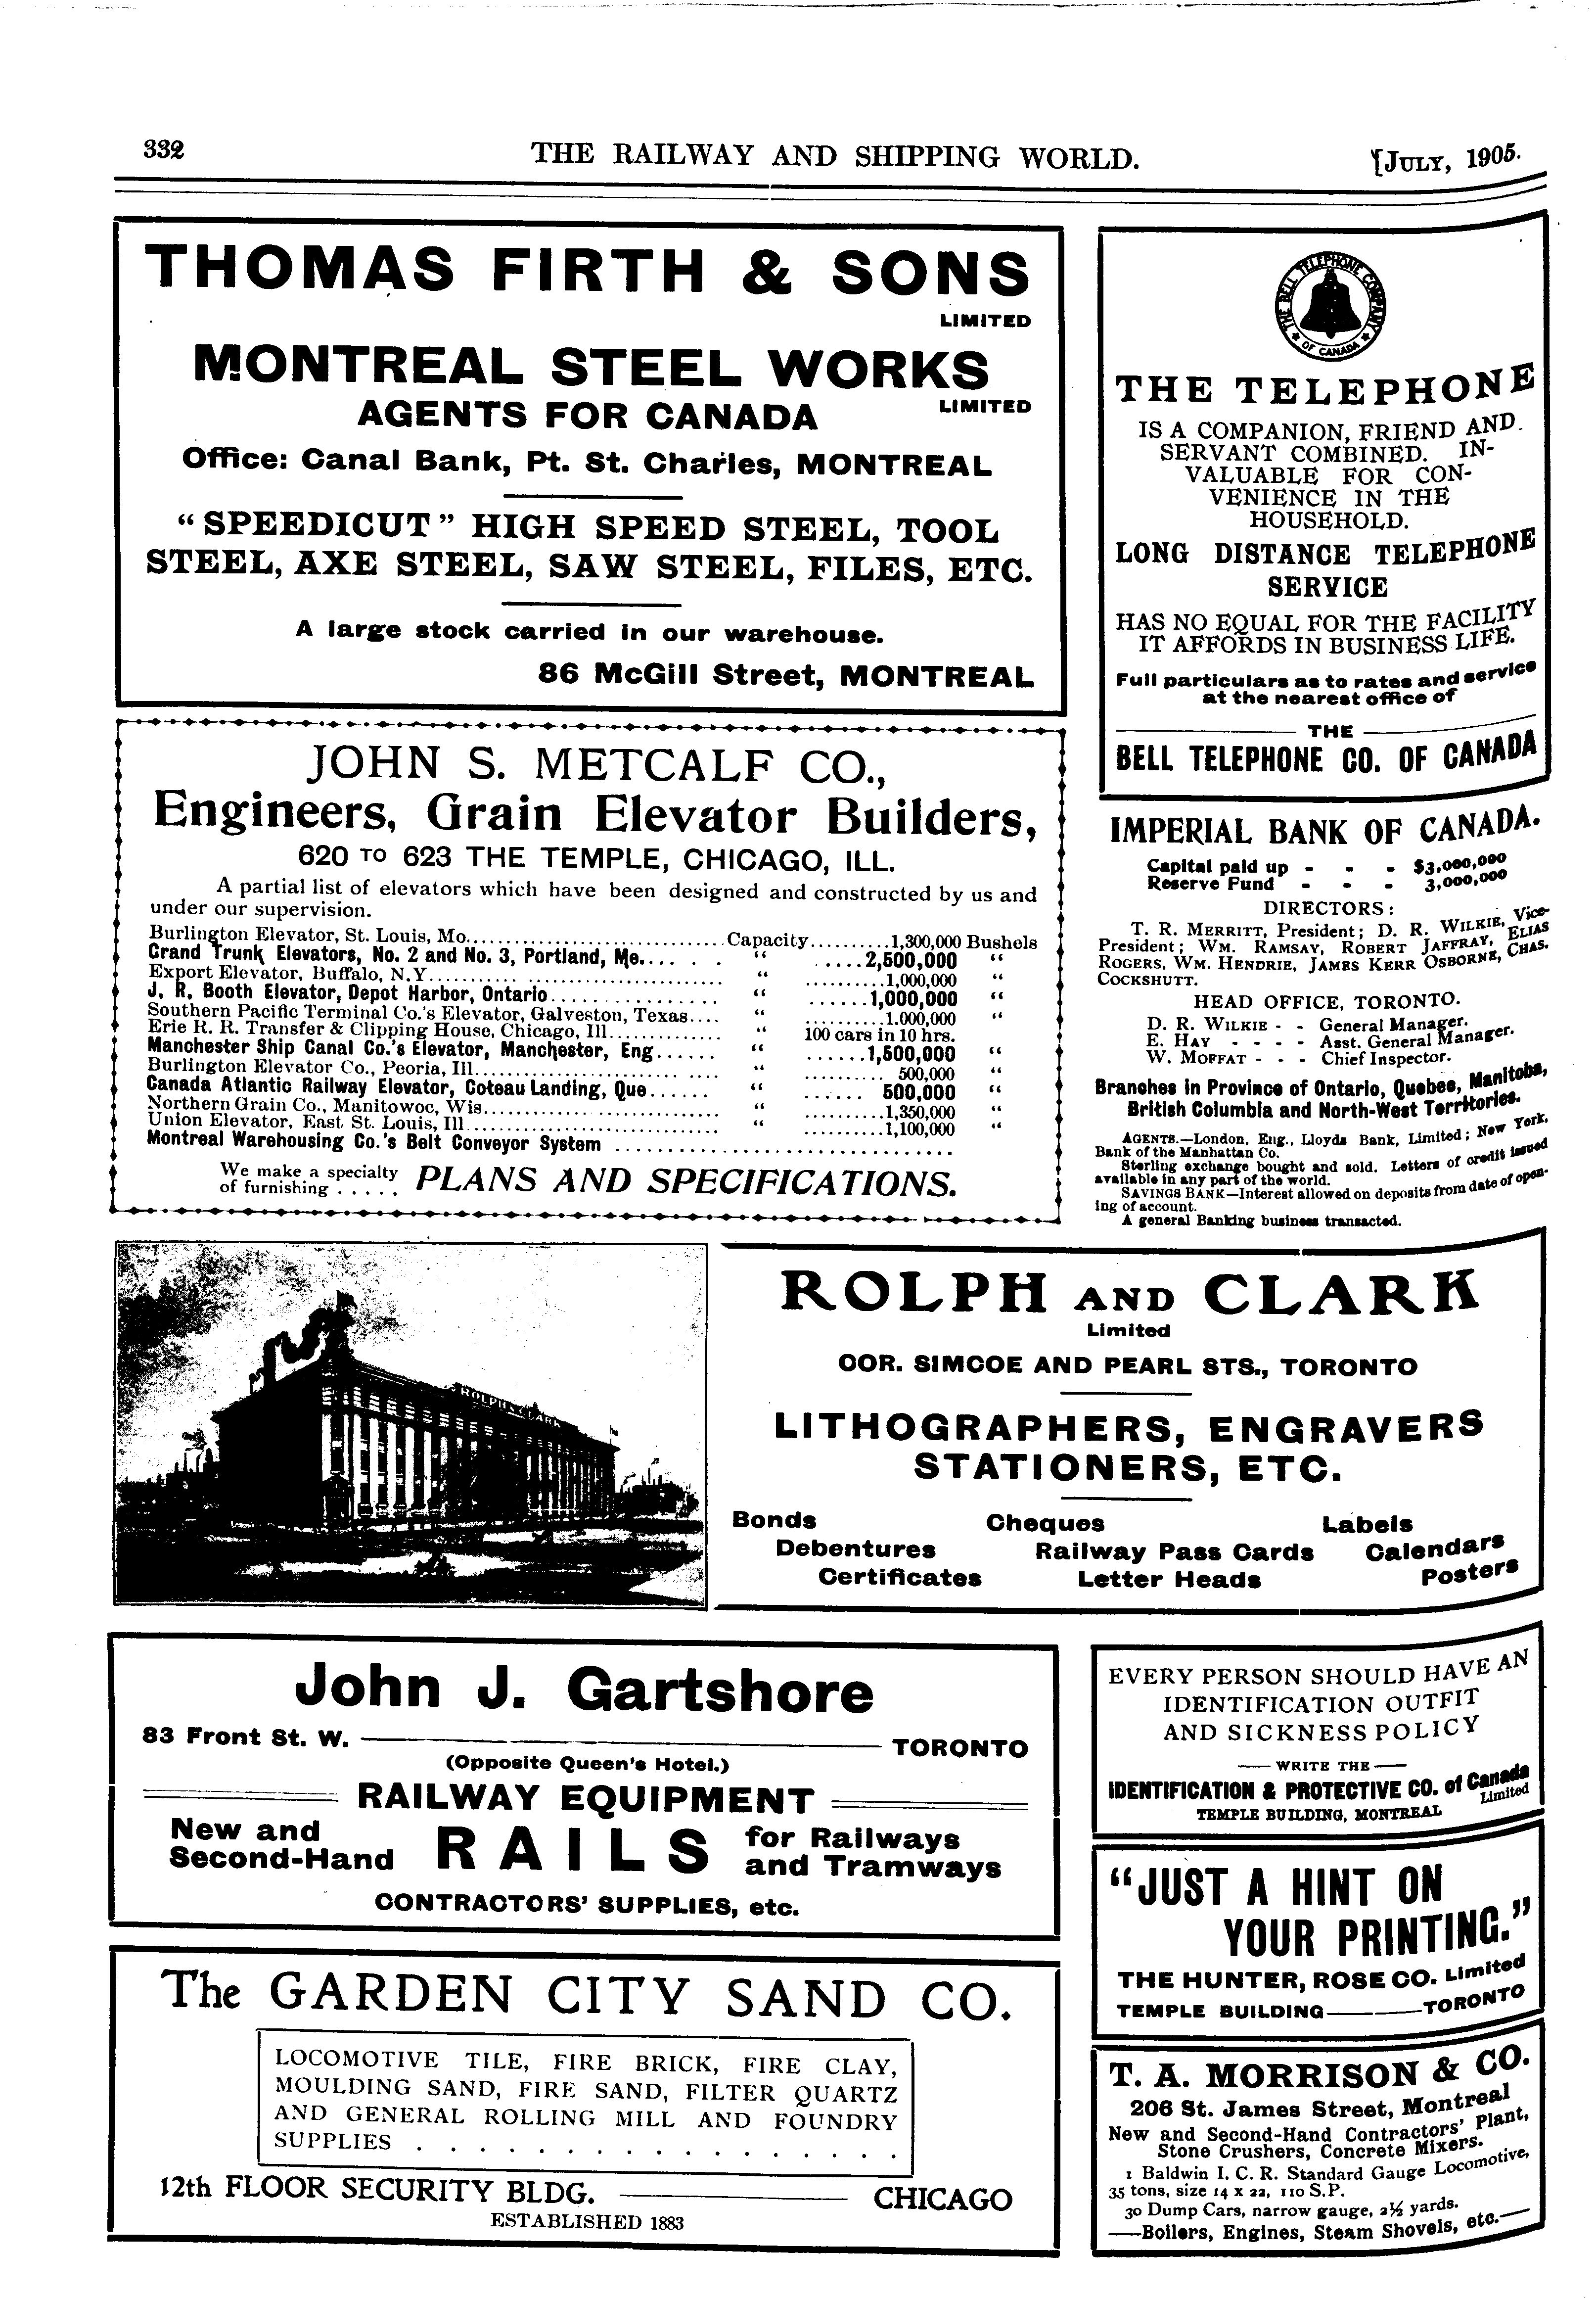 332
THE RAILWAY AND SHIPPING WORLD.
[JULY, 1905.
THOMAS FIRTH & SONS
LIMITED
MONTREAL STEEL WORKS
LIMITED
AGENTS FOR CANADA
Office: Canal Bank, Pt. St. Charles, MONTREAL
“SPEEDICUT” HIGH SPEED STEEL, TOOL
STEEL, AXE STEEL, SAW STEEL, FILES, ETC.
A large stock carried in our warehouse.
86 McGill Street, MONTREAL
THE BELL TELEPHONE COMPANY OF CANADA
THE TELEPHONE
IS A COMPANION, FRIEND AND
SERVANT COMBINED. IN-
VALUABLE FOR CON-
VENIENCE IN THE
HOUSEHOLD.
LONG DISTANCE TELEPHONE
SERVICE
HAS NO EQUAL FOR THE FACILITY
IT AFFORDS IN BUSINESS LIFE.
Full particulars as to rates and service
at the nearest office of
THE
BELL TELEPHONE CO. OF CANADA
JOHN S. METCALF CO.,
Engineers, Grain Elevator Builders,
620 TO 623 THE TEMPLE, CHICAGO, ILL.
A partial list of elevators which have been designed and constructed by us and
under our supervision.
Burlington Elevator, St. Louis, Mo. Capacity 1,300,000 Bushels
Grand Trunk Elevators, No. 2 and No. 3, Portland, Me. “ 2,500,000 “
Export Elevator, Buffalo, N.Y. “ 1,000,000 “
J. R. Booth Elevator, Depot Harbor, Ontario “ 1,000,000 “
Southern Pacific Terminal Co.'s Elevator, Galveston, Texas “ 1.000,000 “
Erie R. R. Transfer & Clipping House, Chicago, Ill. “ 100 cars in 10 hrs.
Manchester Ship Canal Co.'s Elevator, Manchester, Eng. “ 1,500,000 “
Burlington Elevator Co., Peoria, Ill. “ 500,000 “
Canada Atlantic Railway Elevator, Coteau Landing, Que. “ 500,000 “
Northern Grain Co., Manitowoc, Wis. “ 1,350,000 “
Union Elevator, East St. Louis, Ill. “ 1,100,000 “
Montreal Warehousing Co.'s Belt Conveyor System
We make a specialty
of furnishing . . . . . PLANS AND SPECIFICATIONS.
IMPERIAL BANK OF CANADA.
Capital paid up - - - $3,000,000
Reserve Fund - - - 3,000,000
DIRECTORS:
T. R. MERRITT, President; D. R. WILKIE, Vice-
President; WM. RAMSAY, ROBERT JAFFRAY, ELIAS
ROGERS, WM. HENDRIE, JAMES KERR OSBORNE, CHAS.
COCKSHUTT.
HEAD OFFICE, TORONTO.
D. R. WILKIE - - General Manager.
E. HAY - - - - Asst. General Manager.
W. MOFFAT - - - Chief Inspector.
Branches in Province of Ontario, Quebec, Manitoba,
British Columbia and North-West Territories.
AGENTS.—London, Eng., Lloyds Bank, Limited; New York,
Bank of the Manhattan Co.
Sterling exchange bought and sold. Letters of credit issued
available in any part of the world.
SAVINGS BANK—Interest allowed on deposits from date of open-
ing of account.
A general Banking business transacted.
ROLPH & CLARK
ROLPH AND CLARK
Limited
COR. SIMCOE AND PEARL STS., TORONTO
LITHOGRAPHERS, ENGRAVERS
STATIONERS, ETC.
Bonds Cheques Labels
Debentures Railway Pass Cards Calendars
Certificates Letter Heads Posters
John J. Gartshore
83 Front St. W. TORONTO
(Opposite Queen's Hotel.)
RAILWAY EQUIPMENT
New and
Second-Hand RAILS for Railways
and Tramways
CONTRACTORS' SUPPLIES, etc.
The GARDEN CITY SAND CO.
LOCOMOTIVE TILE, FIRE BRICK, FIRE CLAY,
MOULDING SAND, FIRE SAND, FILTER QUARTZ
AND GENERAL ROLLING MILL AND FOUNDRY
SUPPLIES . . . . . . . . . . . . . . . .
12th FLOOR SECURITY BLDG. CHICAGO
ESTABLISHED 1883
EVERY PERSON SHOULD HAVE AN
IDENTIFICATION OUTFIT
AND SICKNESS POLICY
WRITE THE
IDENTIFICATION & PROTECTIVE CO. of Canada
Limited
TEMPLE BUILDING, MONTREAL
“JUST A HINT ON
YOUR PRINTING.”
THE HUNTER, ROSE CO. Limited
TEMPLE BUILDING TORONTO
T. A. MORRISON & CO.
206 St. James Street, Montreal
New and Second-Hand Contractors' Plant,
Stone Crushers, Concrete Mixers.
1 Baldwin I. C. R. Standard Gauge Locomotive,
35 tons, size 14 x 22, 110 S.P.
30 Dump Cars, narrow gauge, 2½ yards.
—Boilers, Engines, Steam Shovels, etc.—